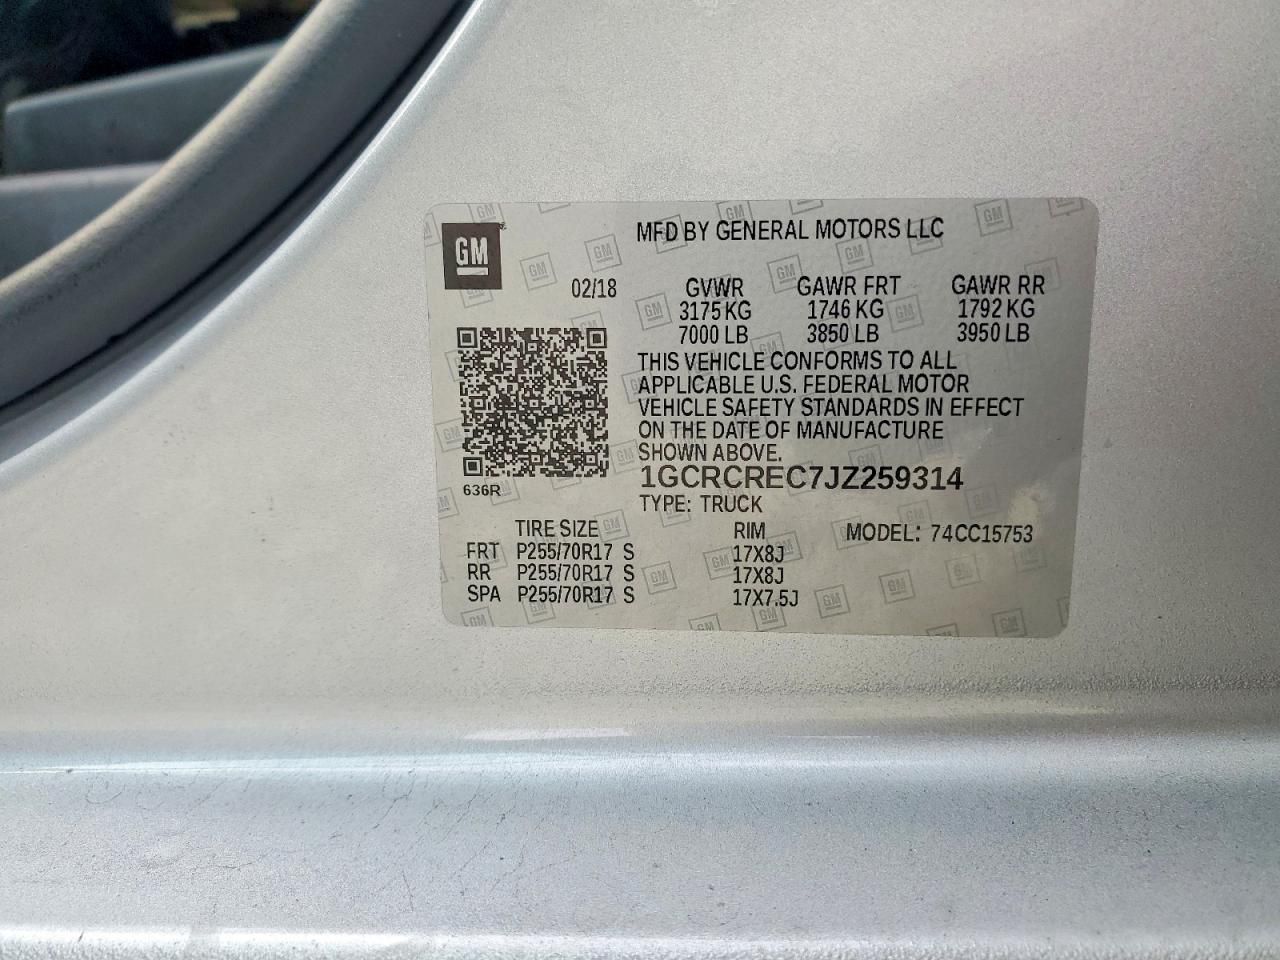 GM
MFD BY GENERAL MOTORS LLC
02/18 GVWR GAWR FRT GAWR RR
3175 KG 1746 KG 1792 KG
7000 LB 3850 LB 3950 LB
THIS VEHICLE CONFORMS TO ALL
APPLICABLE U.S. FEDERAL MOTOR
VEHICLE SAFETY STANDARDS IN EFFECT
ON THE DATE OF MANUFACTURE
SHOWN ABOVE.
636R
1GCRCREC7JZ259314
TYPE: TRUCK
TIRE SIZE RIM MODEL: 74CC15753
FRT P255/70R17 S 17X8J
RR P255/70R17 S 17X8J
SPA P255/70R17 S 17X7.5J